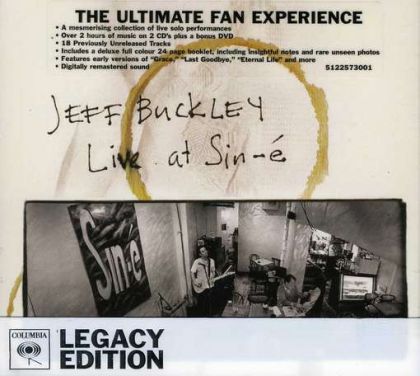 THE ULTIMATE FAN EXPERIENCE
• A mesmerising collection of live solo performances
• Over 2 hours of music on 2 CD's plus a bonus DVD
• 18 Previously Unreleased Tracks
• Includes a deluxe full colour 24 page booklet, including insightful notes and rare unseen photos
• Features early versions of "Grace," "Last Goodbye," "Eternal Life" and more
• Digitally remastered sound 5122573001
JEFF BUCKLEY
Live at Sin-é
Sin-é
COLUMBIA
LEGACY
EDITION